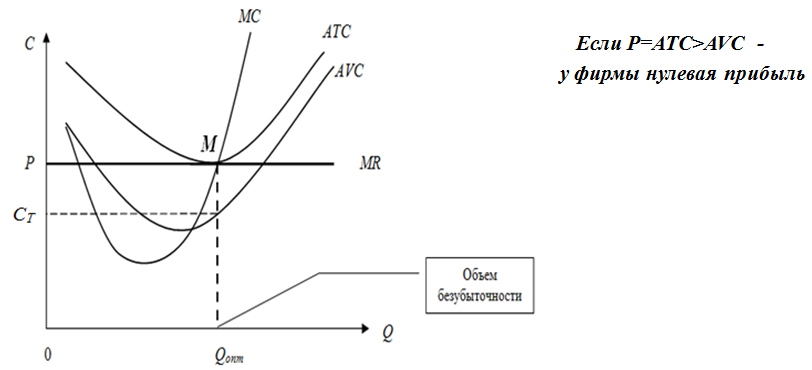 MC
C
ATC
Если P=ATC>AVC -
у фирмы нулевая прибыль
AVC
M
P
MR
C_T
Объем
безубыточности
Q
0
Q_опт